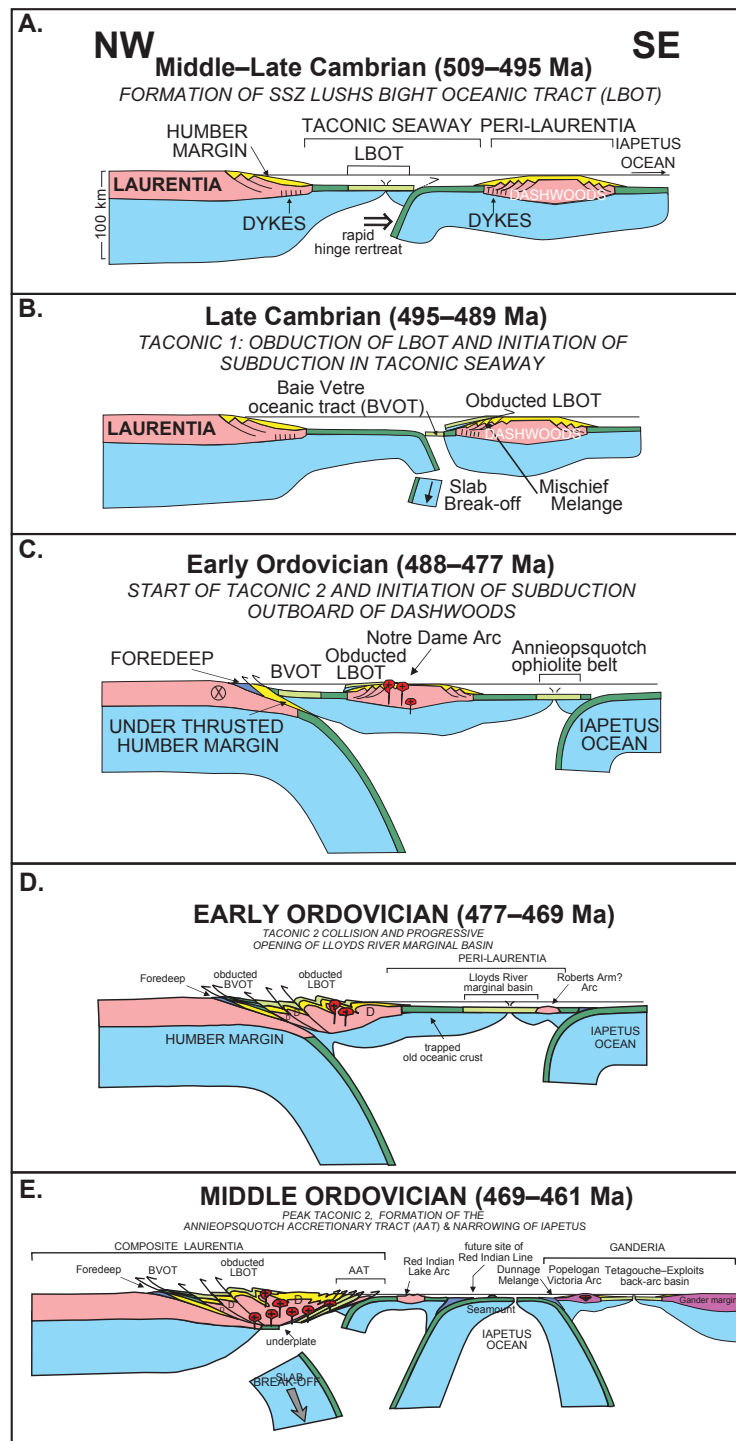 A.
NW SE
Middle–Late Cambrian (509–495 Ma)
FORMATION OF SSZ LUSHS BIGHT OCEANIC TRACT (LBOT)
HUMBER
MARGIN
TACONIC SEAWAY
PERI-LAURENTIA
IAPETUS
OCEAN
LBOT
LAURENTIA
DASHWOODS
100 km
DYKES
rapid
hinge rertreat
DYKES
B.
Late Cambrian (495–489 Ma)
TACONIC 1: OBDUCTION OF LBOT AND INITIATION OF
SUBDUCTION IN TACONIC SEAWAY
Baie Vetre
oceanic tract (BVOT)
Obducted LBOT
LAURENTIA
DASHWOODS
Slab
Break-off
Mischief
Melange
C.
Early Ordovician (488–477 Ma)
START OF TACONIC 2 AND INITIATION OF SUBDUCTION
OUTBOARD OF DASHWOODS
Notre Dame Arc
FOREDEEP
BVOT
Obducted
LBOT
Annieopsquotch
ophiolite belt
UNDER THRUSTED
HUMBER MARGIN
IAPETUS
OCEAN
D.
EARLY ORDOVICIAN (477–469 Ma)
TACONIC 2 COLLISION AND PROGRESSIVE
OPENING OF LLOYDS RIVER MARGINAL BASIN
PERI-LAURENTIA
Foredeep
obducted
BVOT
obducted
LBOT
Lloyds River
marginal basin
Roberts Arm?
Arc
D
D
D
HUMBER MARGIN
trapped
old oceanic crust
IAPETUS
OCEAN
E.
MIDDLE ORDOVICIAN (469–461 Ma)
PEAK TACONIC 2, FORMATION OF THE
ANNIEOPSQUOTCH ACCRETIONARY TRACT (AAT) & NARROWING OF IAPETUS
COMPOSITE LAURENTIA
GANDERIA
Foredeep
BVOT
obducted
LBOT
AAT
Red Indian
Lake Arc
future site of
Red Indian Line
Dunnage
Melange
Popelogan
Victoria Arc
Tetagouche–Exploits
back-arc basin
D
D
D
Seamount
Gander margin
underplate
IAPETUS
OCEAN
SLAB
BREAK-OFF